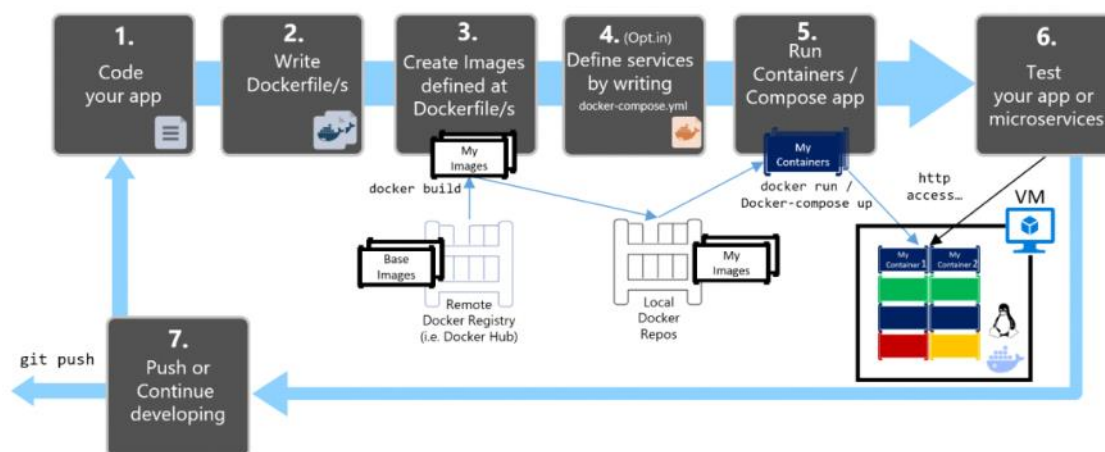 1.
Code
your app
2.
Write
Dockerfile/s
3.
Create Images
defined at
Dockerfile/s
My
Images
4. (Opt.in)
Define services
by writing
docker-compose.yml
5.
Run
Containers /
Compose app
My
Containers
6.
Test
your app or
microservices
docker build
docker run /
Docker-compose up
http
access…
VM
Base
Images
Remote
Docker Registry
(i.e. Docker Hub)
My
Images
Local
Docker
Repos
My
Container 1
My
Container 2
7.
Push or
Continue
developing
git push